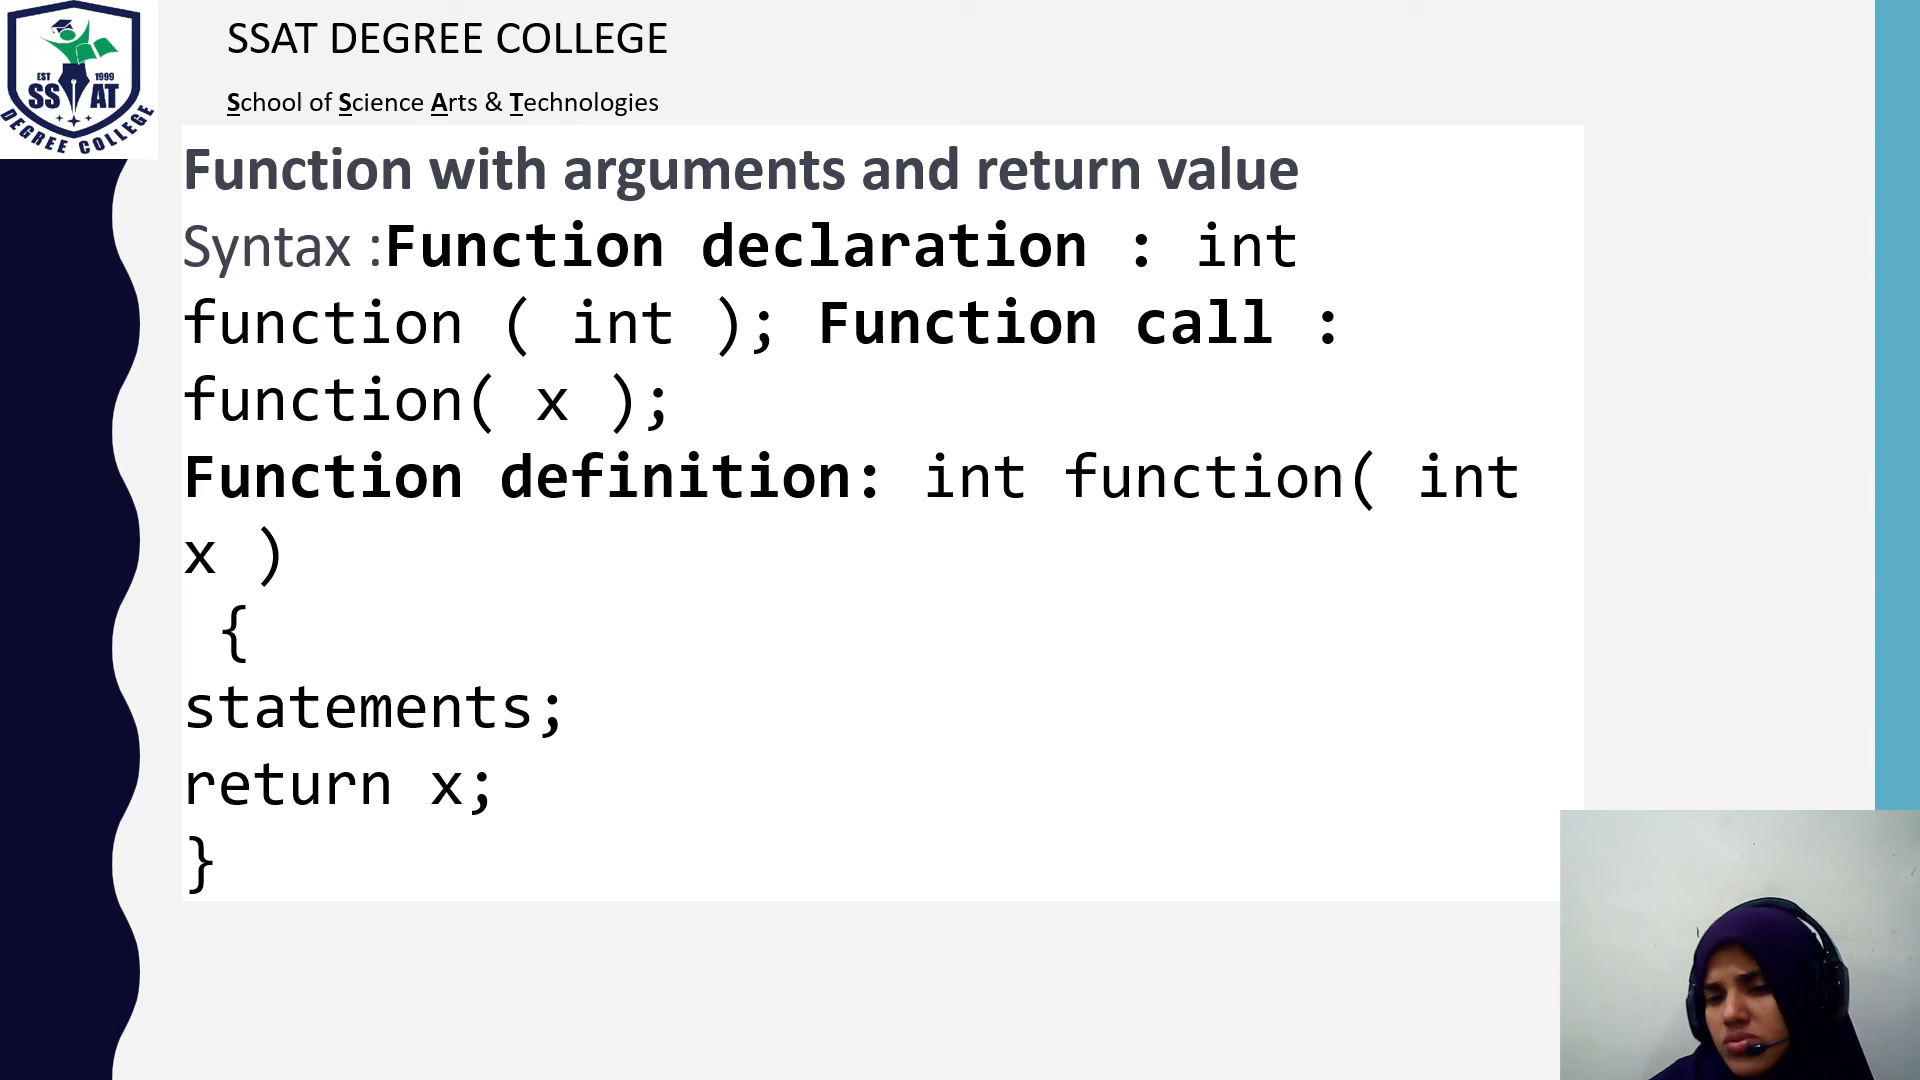 EST 1999
SS AT
DEGREE COLLEGE
SSAT DEGREE COLLEGE
School of Science Arts & Technologies
Function with arguments and return value
Syntax :Function declaration : int
function ( int ); Function call :
function( x );
Function definition: int function( int
x )
{
statements;
return x;
}